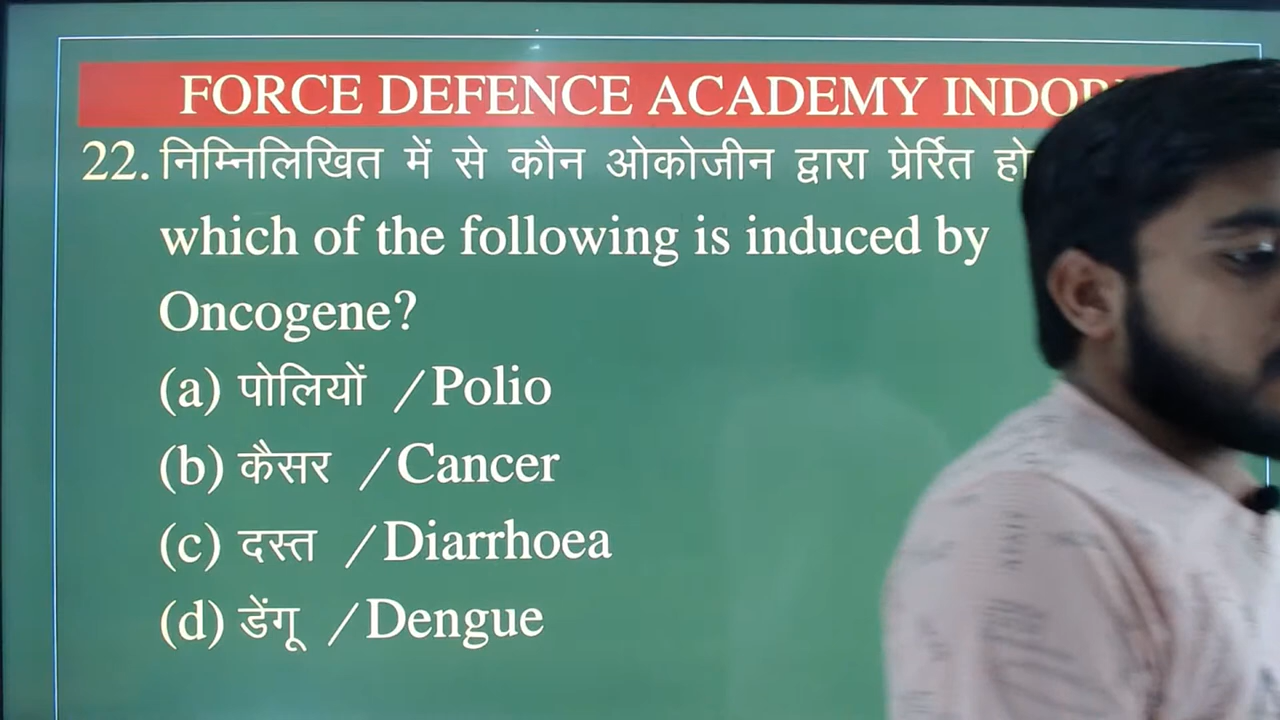 FORCE DEFENCE ACADEMY
22. निम्नलिखित में से कौन ओकोजीन द्वारा प्रेर्रित
which of the following is induced by
Oncogene?
(a) पोलियों / Polio
(b) कैसर / Cancer
(c) दस्त / Diarrhoea
(d) डेंगू / Dengue